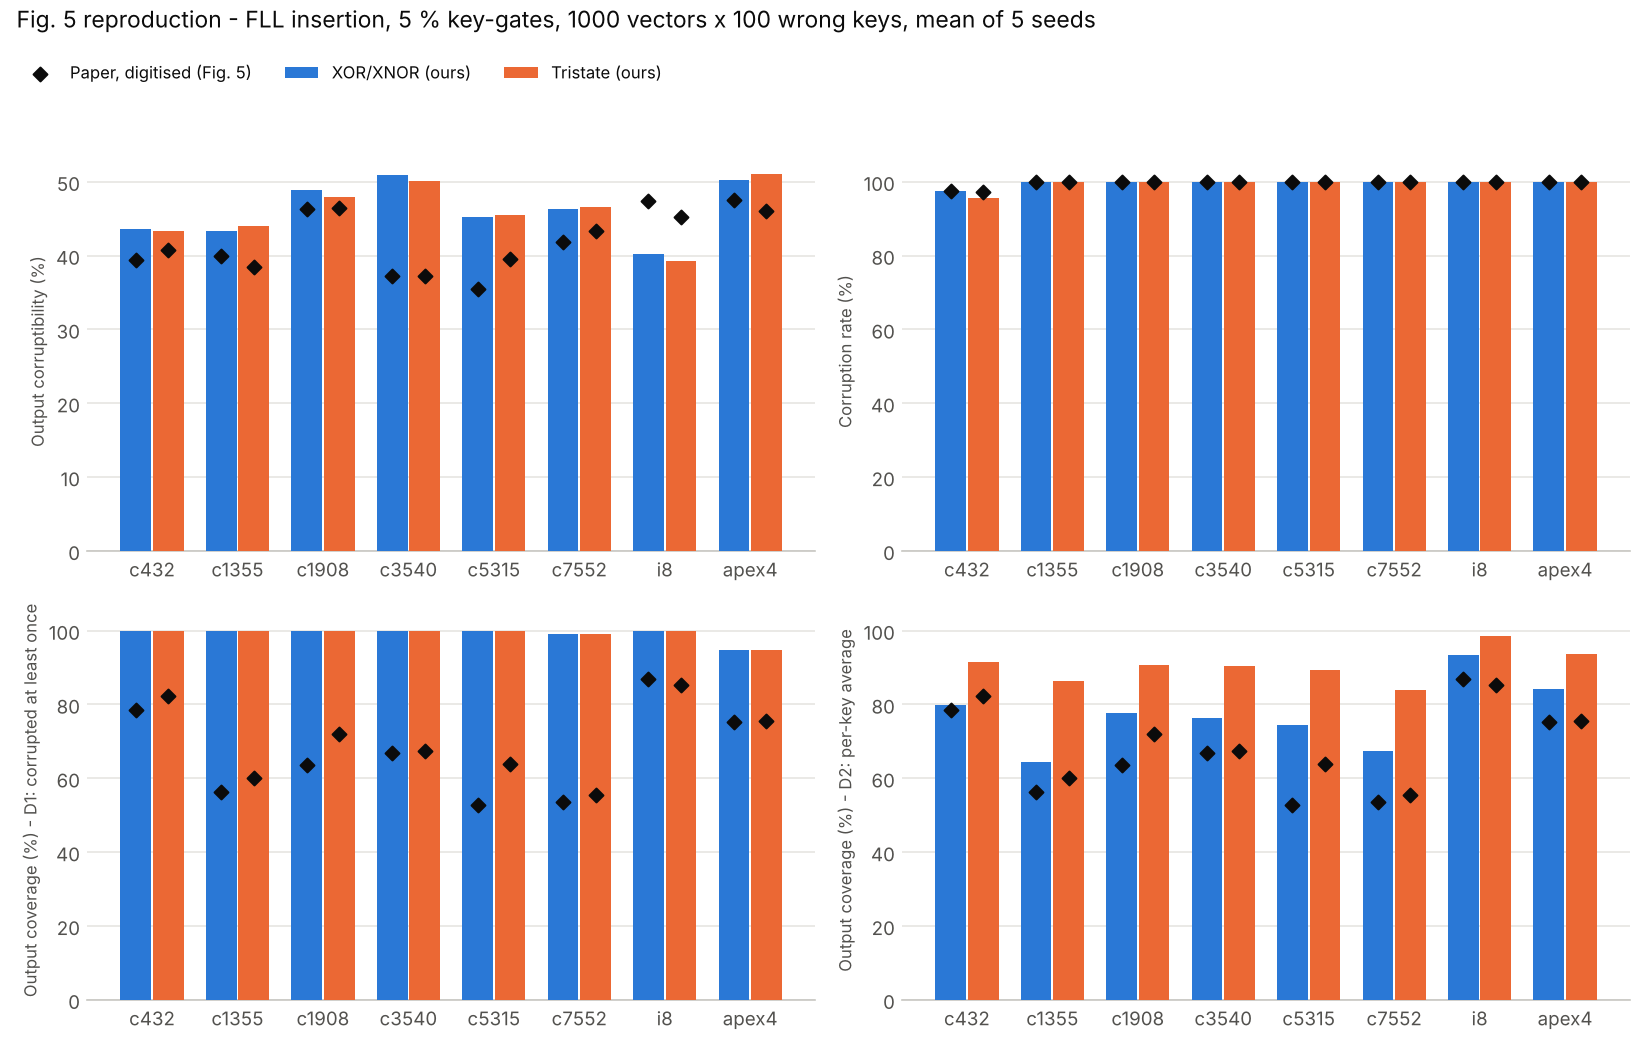 Fig. 5 reproduction - FLL insertion, 5 % key-gates, 1000 vectors x 100 wrong keys, mean of 5 seeds
Paper, digitised (Fig. 5)
XOR/XNOR (ours)
Tristate (ours)
Output corruptibility (%)
50
40
30
20
10
0
c432 c1355 c1908 c3540 c5315 c7552 i8 apex4
Corruption rate (%)
100
80
60
40
20
0
c432 c1355 c1908 c3540 c5315 c7552 i8 apex4
Output coverage (%) - D1: corrupted at least once
100
80
60
40
20
0
c432 c1355 c1908 c3540 c5315 c7552 i8 apex4
Output coverage (%) - D2: per-key average
100
80
60
40
20
0
c432 c1355 c1908 c3540 c5315 c7552 i8 apex4